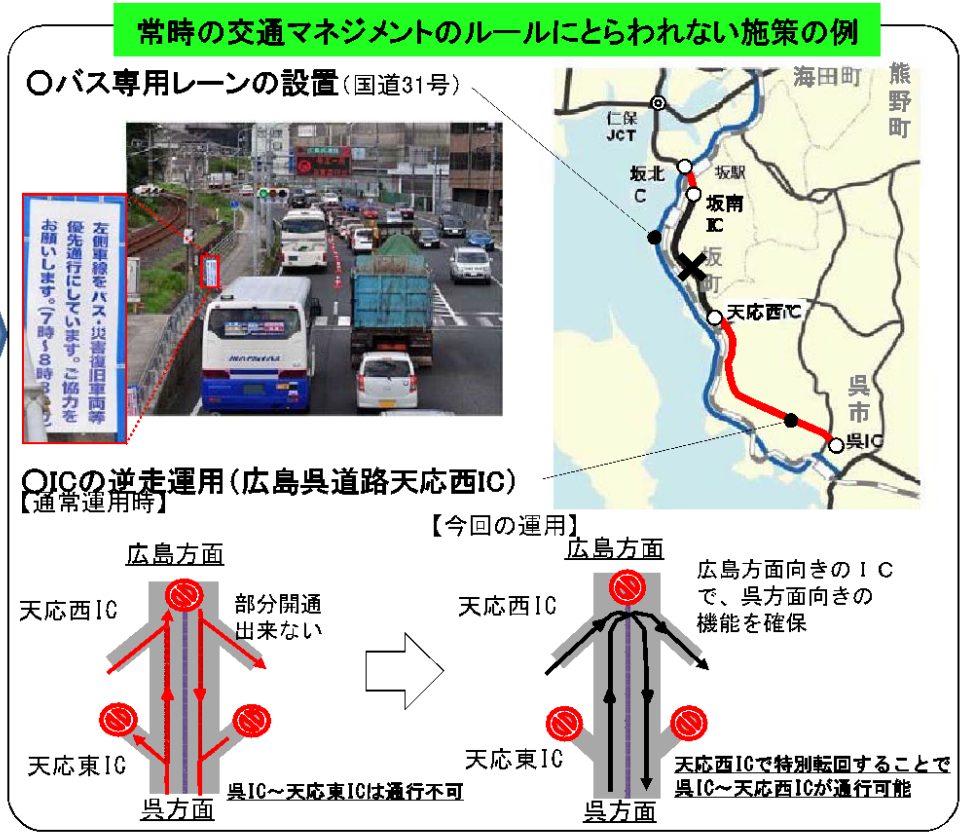 常時の交通マネジメントのルールにとらわれない施策の例
〇バス専用レーンの設置(国道31号)
左側車線をバス・災害復旧車両等
優先通行にしています。ご協力を
お願いします。(7時~8時
海田町
熊野町
仁保
JCT
坂北
C
坂駅
坂南
IC
坂町
天応西IC
呉市
呉IC
〇ICの逆走運用(広島呉道路天応西IC)
【通常運用時】
広島方面
天応西IC
部分開通
出来ない
天応東IC
呉IC~天応東ICは通行不可
呉方面
【今回の運用】
広島方面
天応西IC
広島方面向きのIC
で、呉方面向きの
機能を確保
天応東IC
天応西ICで特別転回することで
呉IC~天応西ICが通行可能
呉方面